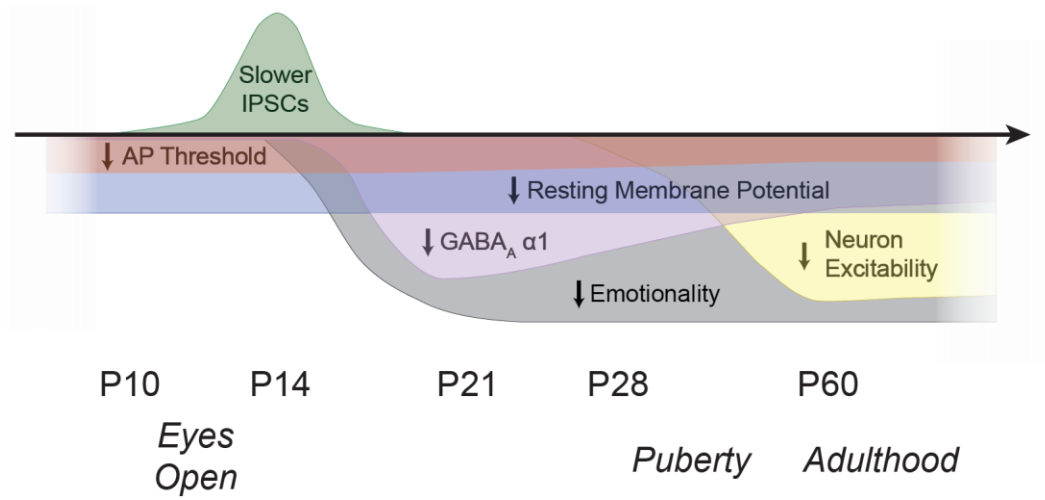 Slower
IPSCs
↓ AP Threshold
↓ Resting Membrane Potential
↓ GABA_A α1
↓ Neuron
Excitability
↓ Emotionality
P10 P14 P21 P28 P60
Eyes
Open
Puberty Adulthood